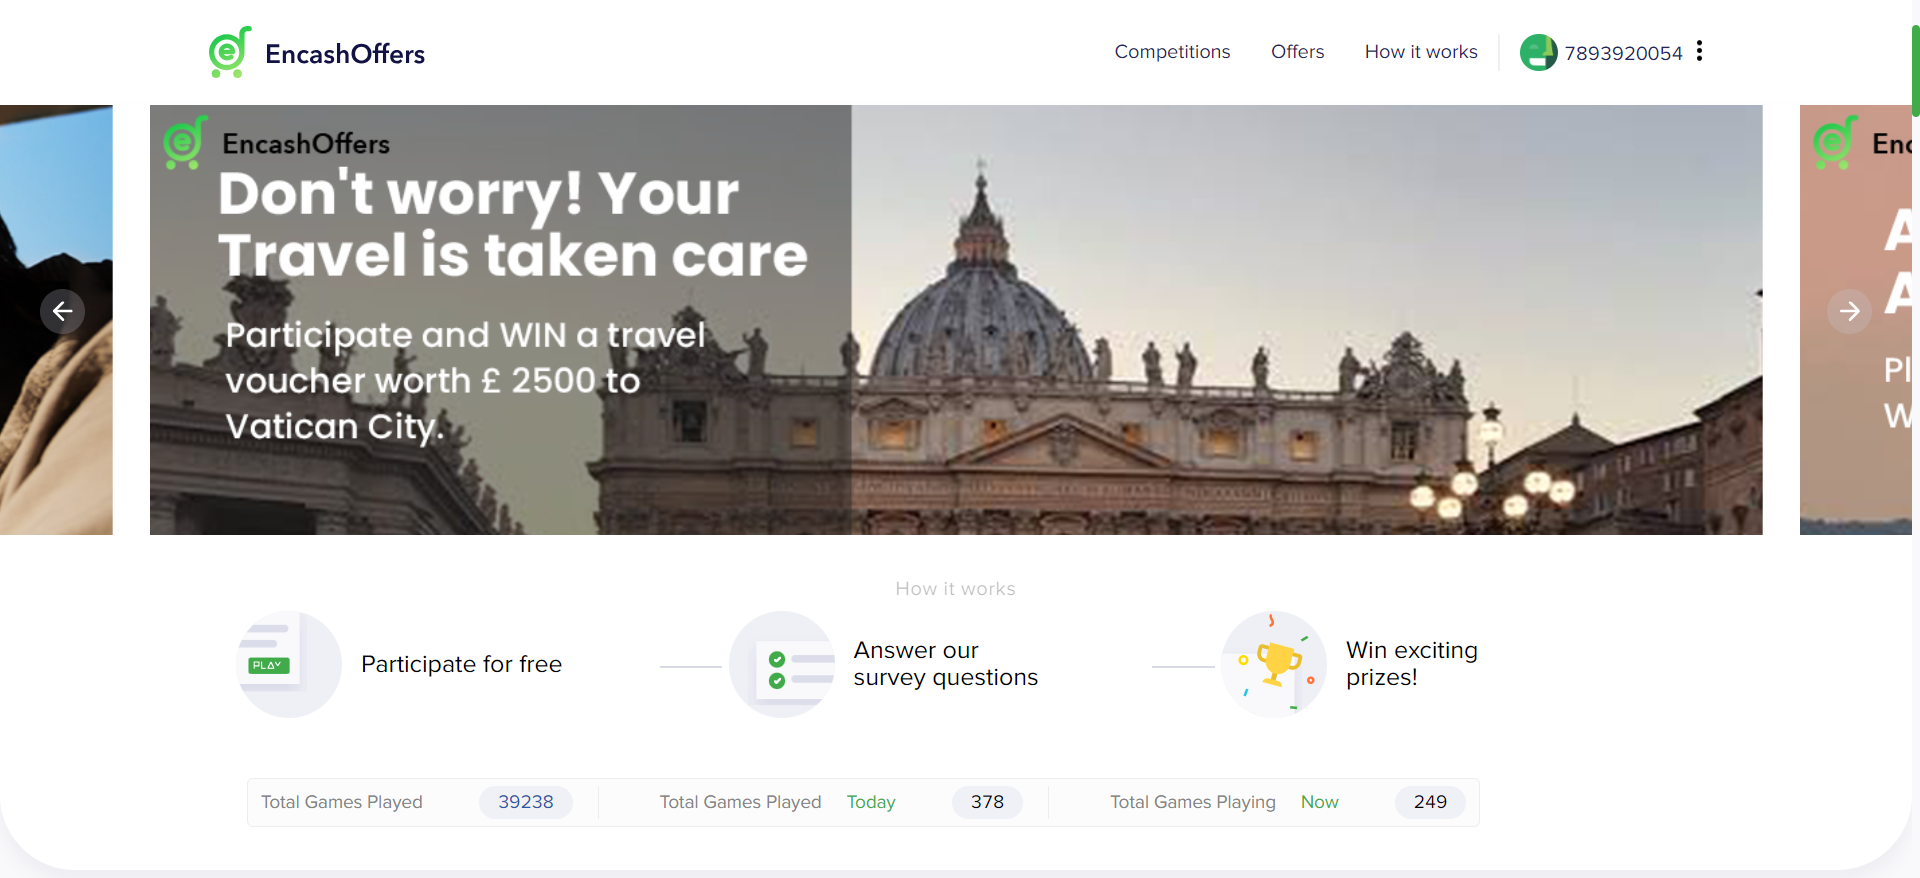 EncashOffers
Competitions
Offers
How it works
7893920054
EncashOffers
Don't worry! Your
Travel is taken care
Participate and WIN a travel
voucher worth £ 2500 to
Vatican City.
How it works
PLAY
Participate for free
Answer our
survey questions
Win exciting
prizes!
Total Games Played 39238
Total Games Played Today 378
Total Games Playing Now 249